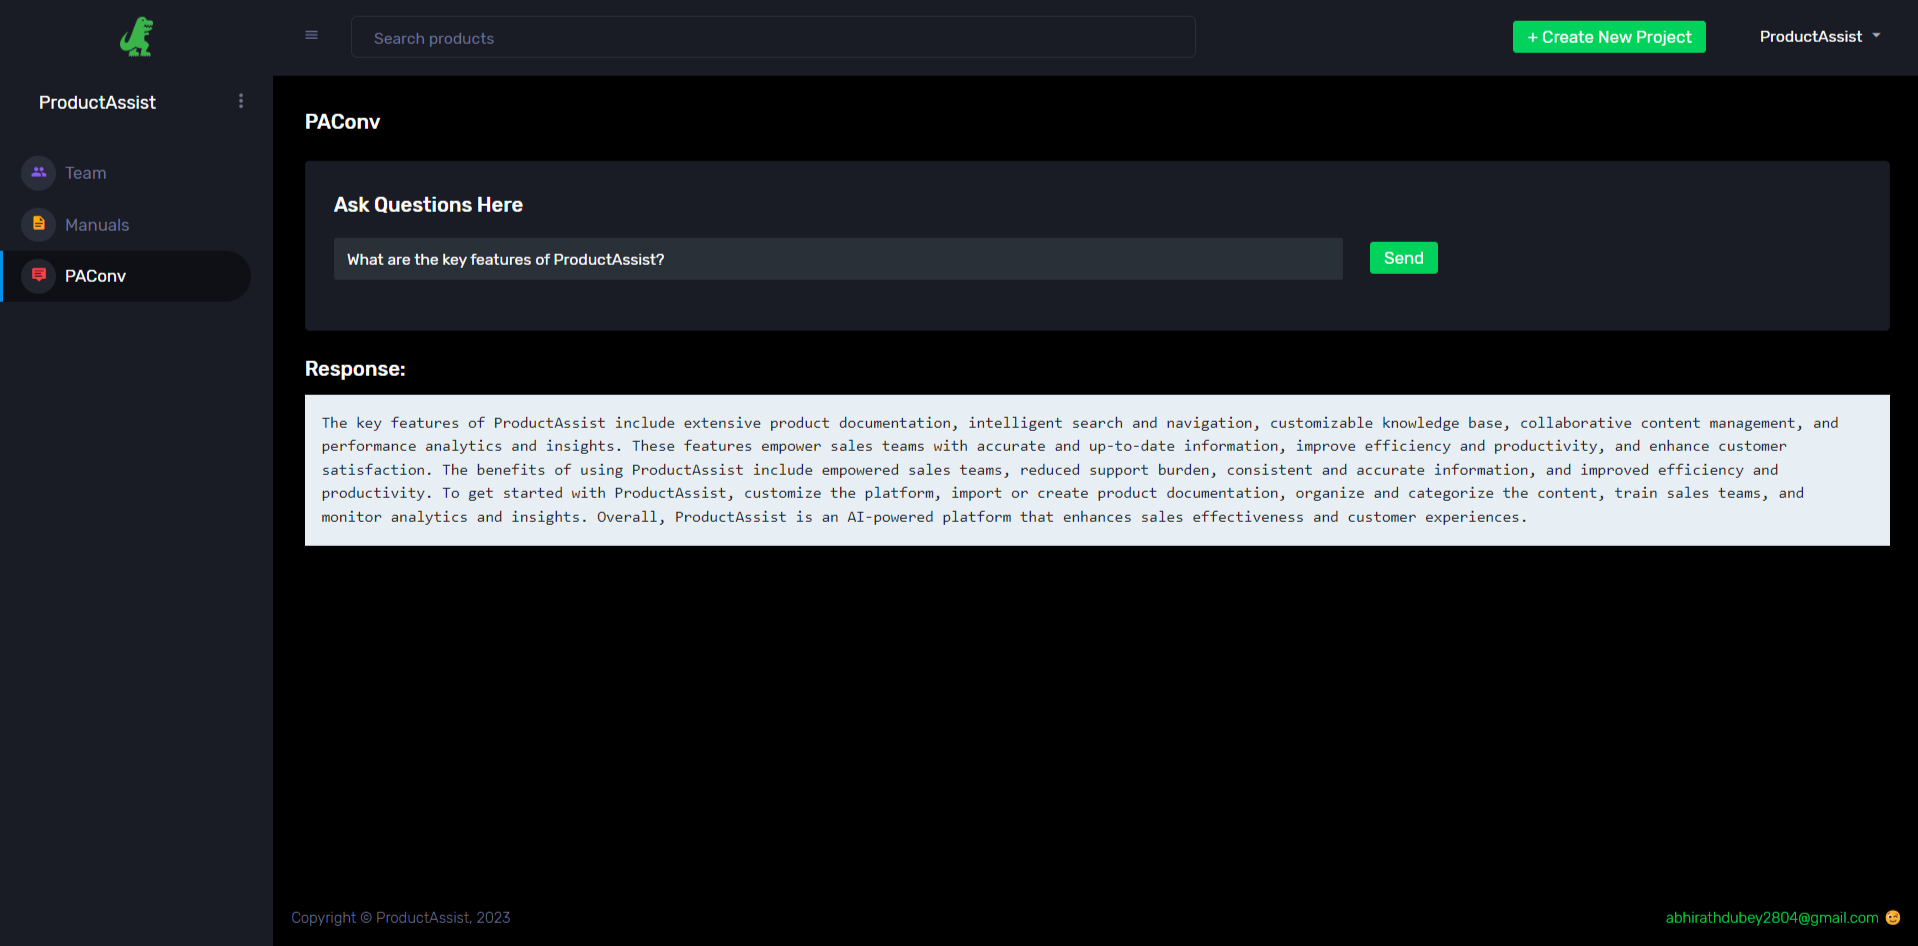 Search products
+ Create New Project
ProductAssist
ProductAssist
Team
Manuals
PAConv
PAConv
Ask Questions Here
What are the key features of ProductAssist?
Send
Response:
The key features of ProductAssist include extensive product documentation, intelligent search and navigation, customizable knowledge base, collaborative content management, and
performance analytics and insights. These features empower sales teams with accurate and up-to-date information, improve efficiency and productivity, and enhance customer
satisfaction. The benefits of using ProductAssist include empowered sales teams, reduced support burden, consistent and accurate information, and improved efficiency and
productivity. To get started with ProductAssist, customize the platform, import or create product documentation, organize and categorize the content, train sales teams, and
monitor analytics and insights. Overall, ProductAssist is an AI-powered platform that enhances sales effectiveness and customer experiences.
Copyright © ProductAssist, 2023
abhirathdubey2804@gmail.com 😉